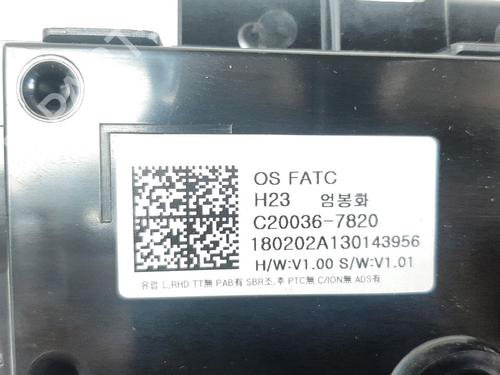 OS FATC
H23 엄봉화
C20036-7820
180202A130143956
H/W:V1.00 S/W:V1.01
유럽 L,RHD TT無 PAB有 SBR조,후 PTC無 C/ION無 ADS有